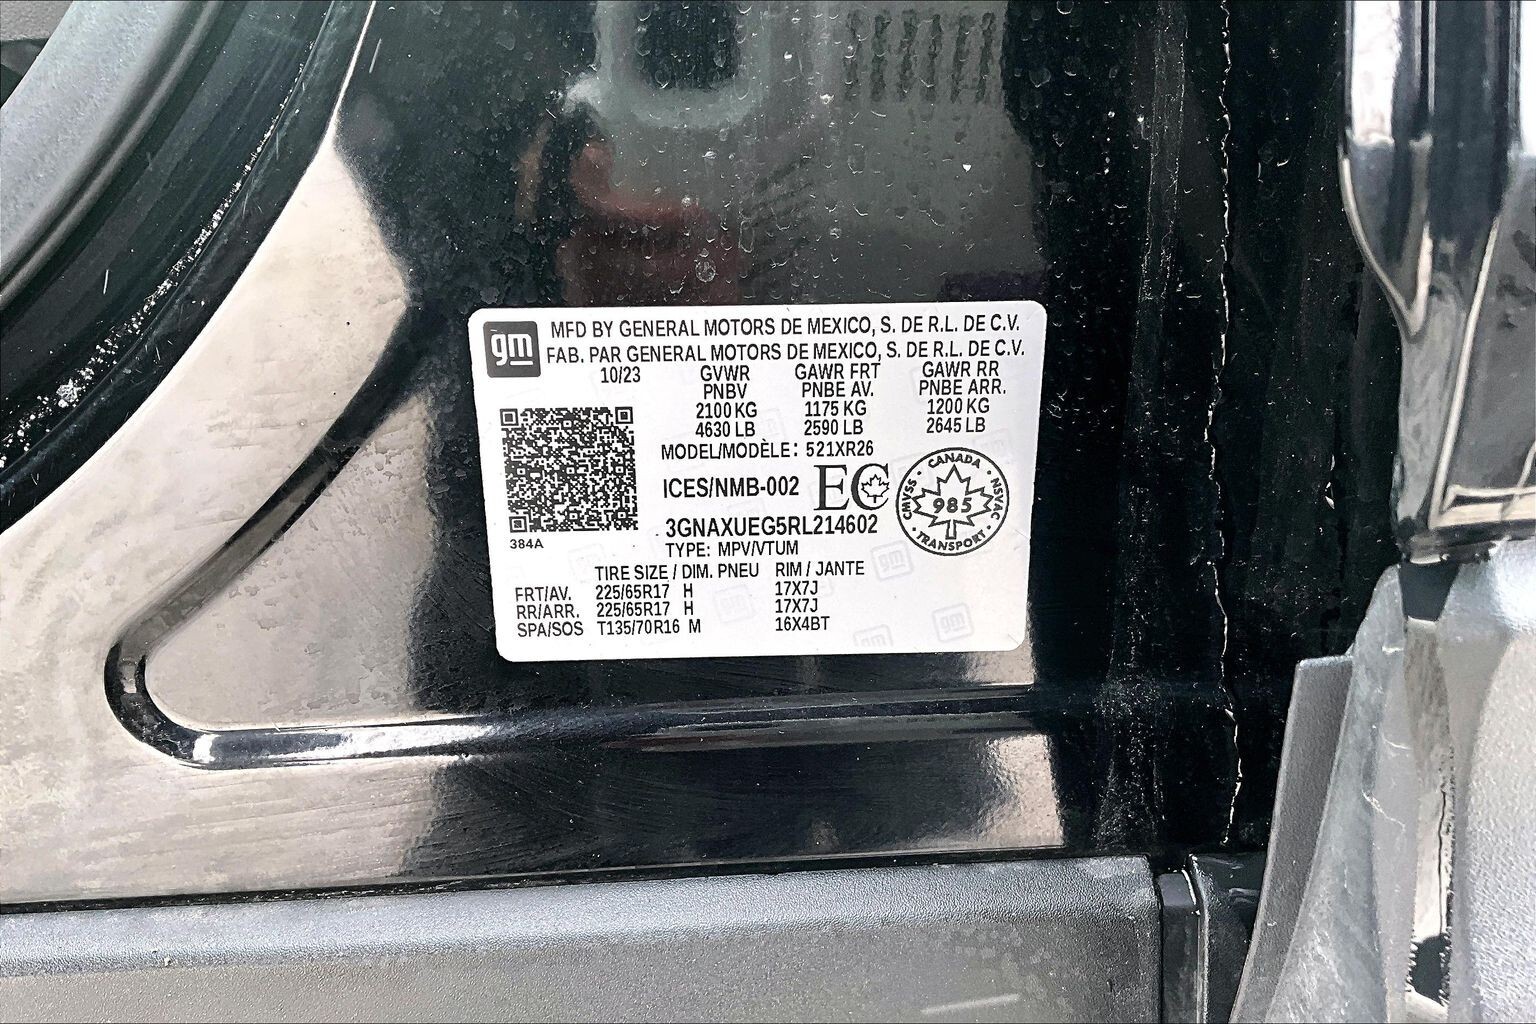 gm
MFD BY GENERAL MOTORS DE MEXICO, S. DE R.L. DE C.V.
FAB. PAR GENERAL MOTORS DE MEXICO, S. DE R.L. DE C.V.
10/23 GVWR GAWR FRT GAWR RR
PNBV PNBE AV. PNBE ARR.
2100 KG 1175 KG 1200 KG
4630 LB 2590 LB 2645 LB
MODEL/MODÈLE: 521XR26
ICES/NMB-002 EC
CANADA
CMVSS 985 NSVAC
TRANSPORT
3GNAXUEG5RL214602
384A
TYPE: MPV/VTUM
TIRE SIZE / DIM. PNEU RIM / JANTE
FRT/AV. 225/65R17 H 17X7J
RR/ARR. 225/65R17 H 17X7J
SPA/SOS T135/70R16 M 16X4BT